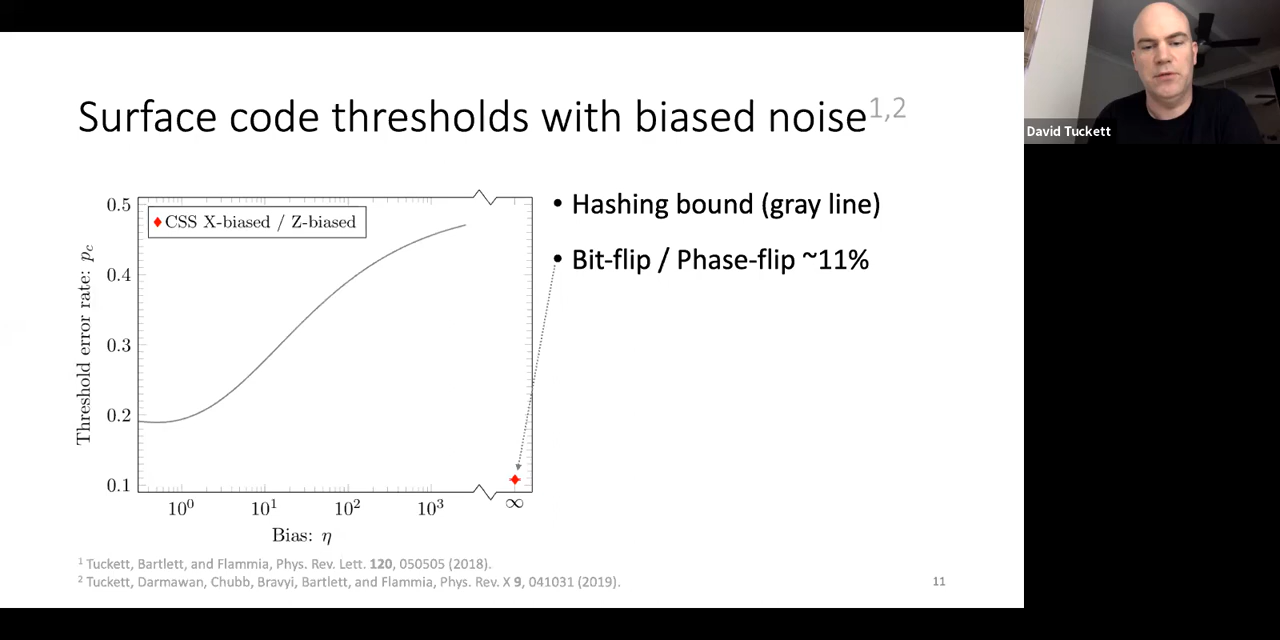 Surface code thresholds with biased noise1,2
0.5
0.4
0.3
0.2
0.1
Threshold error rate: pc
CSS X-biased / Z-biased
10^0 10^1 10^2 10^3 ∞
Bias: η
• Hashing bound (gray line)
• Bit-flip / Phase-flip ~11%
1 Tuckett, Bartlett, and Flammia, Phys. Rev. Lett. 120, 050505 (2018).
2 Tuckett, Darmawan, Chubb, Bravyi, Bartlett, and Flammia, Phys. Rev. X 9, 041031 (2019).
11
David Tuckett